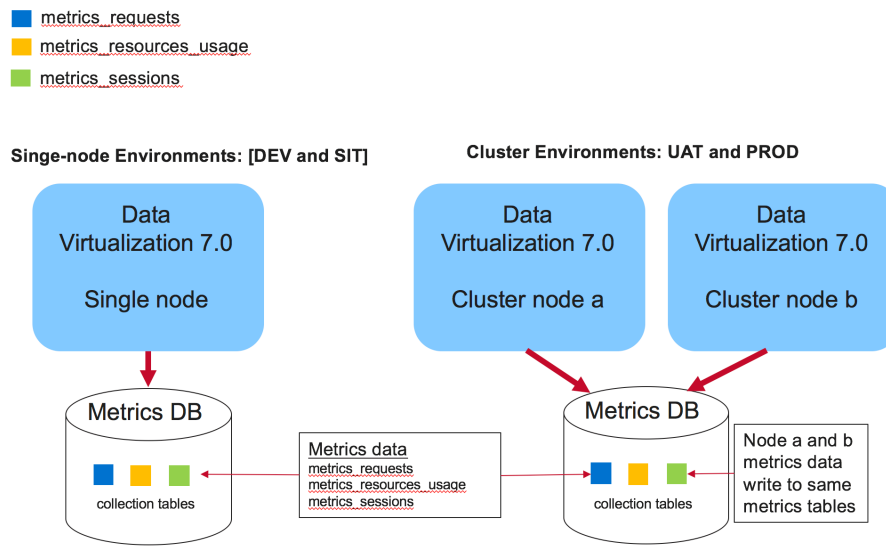 metrics_requests
metrics_resources_usage
metrics_sessions
Singe-node Environments: [DEV and SIT]
Cluster Environments: UAT and PROD
Data
Virtualization 7.0
Single node
Data
Virtualization 7.0
Cluster node a
Data
Virtualization 7.0
Cluster node b
Metrics DB
collection tables
Metrics data
metrics_requests
metrics_resources_usage
metrics_sessions
Metrics DB
collection tables
Node a and b
metrics data
write to same
metrics tables